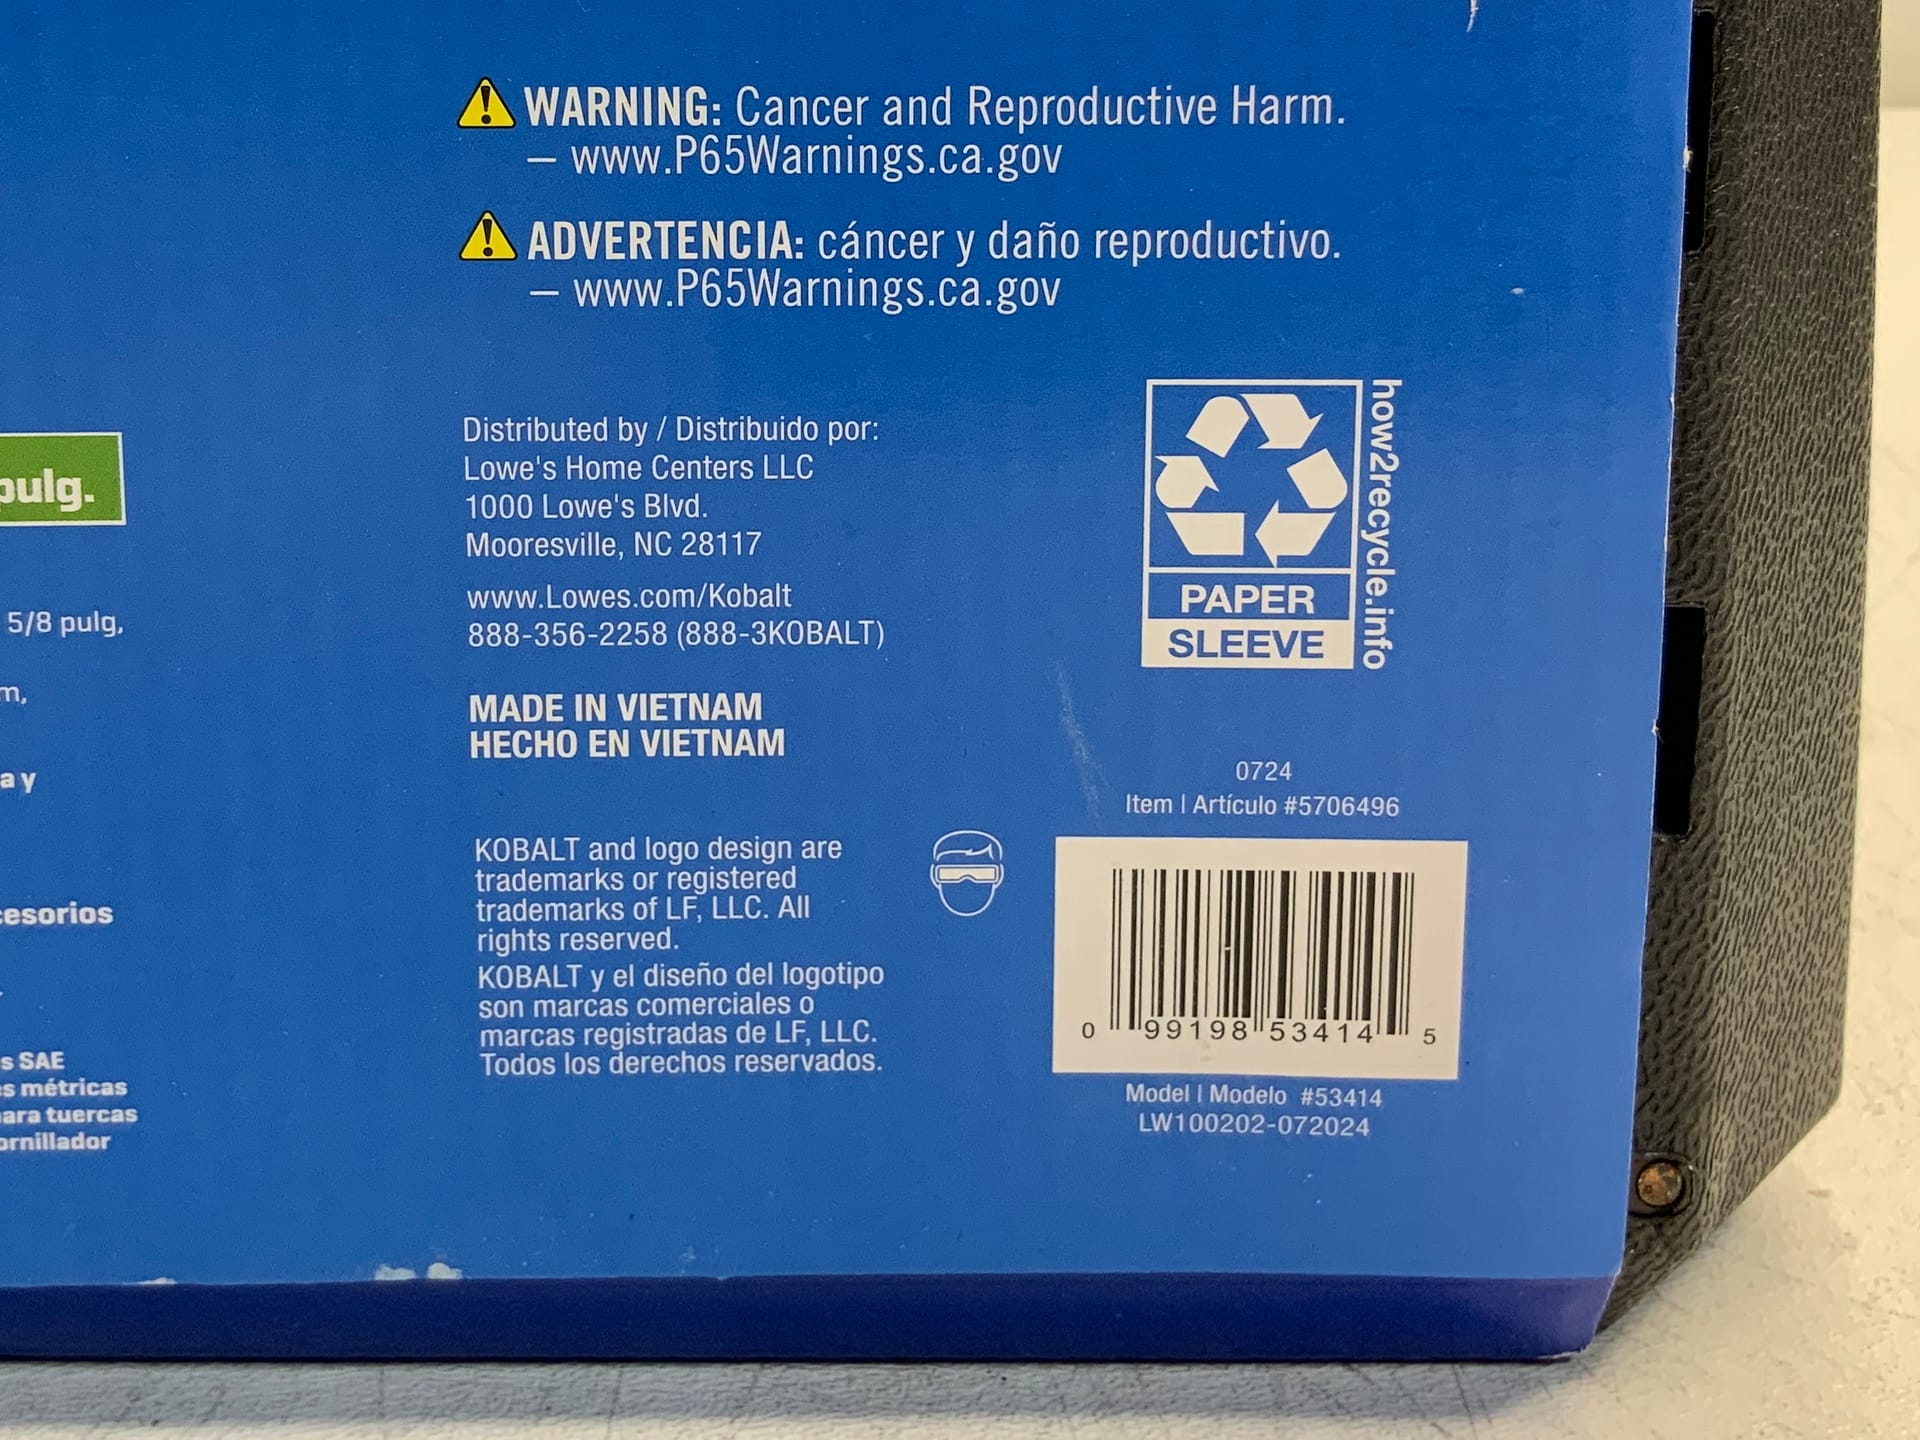 WARNING: Cancer and Reproductive Harm.
– www.P65Warnings.ca.gov
ADVERTENCIA: cáncer y daño reproductivo.
– www.P65Warnings.ca.gov
pulg.
5/8 pulg,
m,
a y
cesorios
s SAE
es métricas
para tuercas
ornillador
Distributed by / Distribuido por:
Lowe's Home Centers LLC
1000 Lowe's Blvd.
Mooresville, NC 28117
www.Lowes.com/Kobalt
888-356-2258 (888-3KOBALT)
MADE IN VIETNAM
HECHO EN VIETNAM
KOBALT and logo design are
trademarks or registered
trademarks of LF, LLC. All
rights reserved.
KOBALT y el diseño del logotipo
son marcas comerciales o
marcas registradas de LF, LLC.
Todos los derechos reservados.
how2recycle.info
PAPER
SLEEVE
0724
Item | Artículo #5706496
0 99198 53414 5
Model | Modelo #53414
LW100202-072024